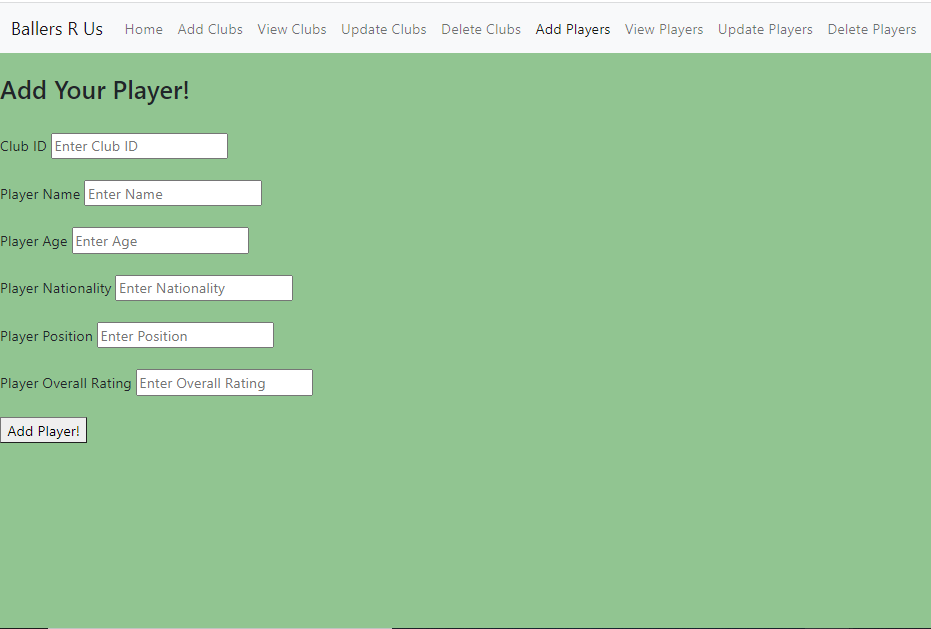 Ballers R Us Home Add Clubs View Clubs Update Clubs Delete Clubs Add Players View Players Update Players Delete Players
Add Your Player!
Club ID Enter Club ID
Player Name Enter Name
Player Age Enter Age
Player Nationality Enter Nationality
Player Position Enter Position
Player Overall Rating Enter Overall Rating
Add Player!